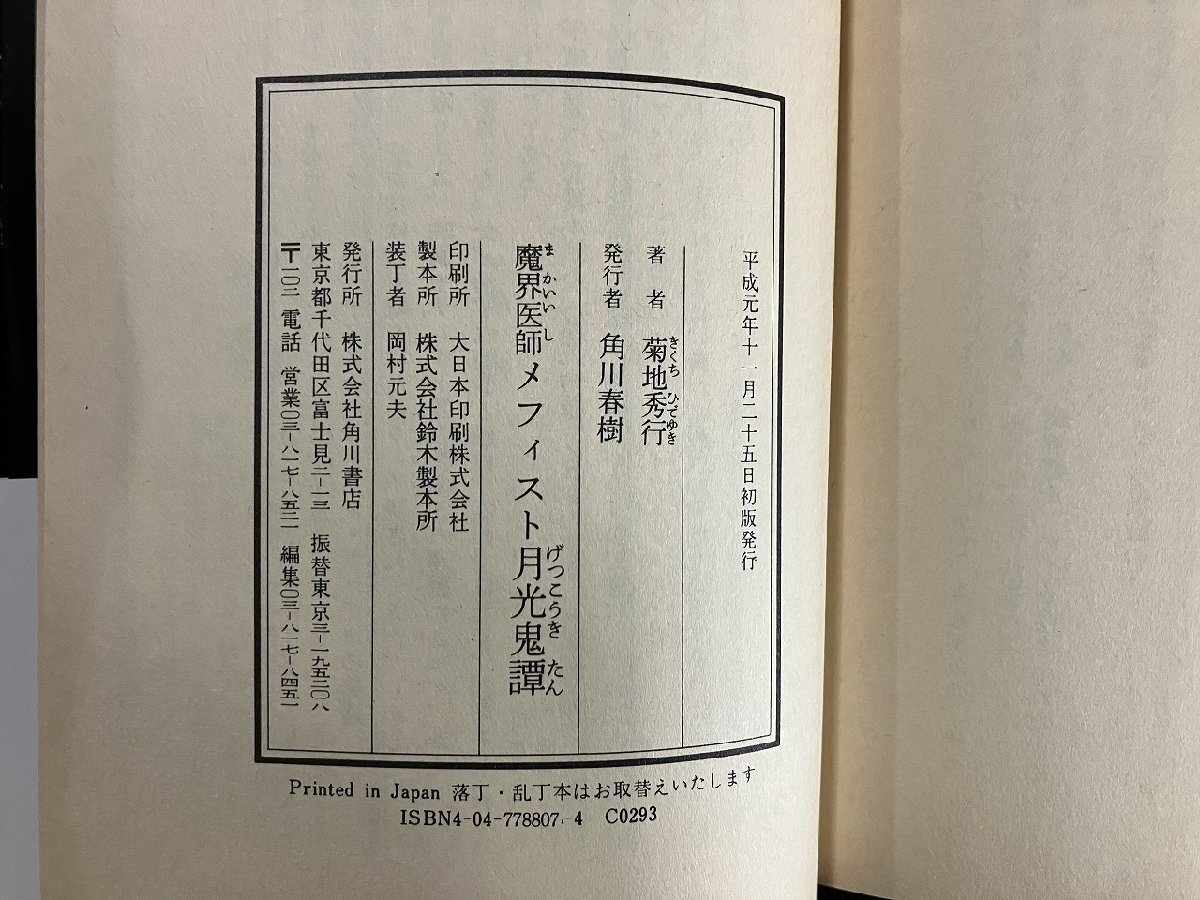 平成元年十一月二十五日初版発行
著者 菊地秀行
きくち ひでゆき
発行者 角川春樹
魔界医師メフィスト月光鬼譚
ま かい い し げっこう き たん
印刷所 大日本印刷株式会社
製本所 株式会社鈴木製本所
装丁者 岡村元夫
発行所 株式会社角川書店
東京都千代田区富士見二-一三 振替東京三-一九五二〇八
〒一〇二 電話 営業〇三-八一七-八五二一 編集〇三-八一七-八四五一
Printed in Japan 落丁・乱丁本はお取替えいたします
ISBN4-04-778807-4 C0293